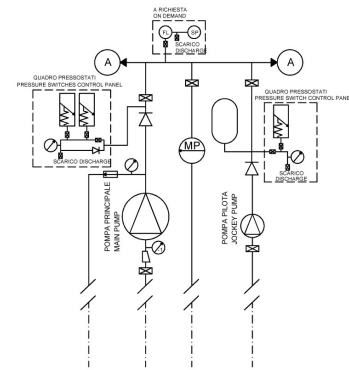 A RICHIESTA
ON DEMAND
FL
SP
SCARICO
DISCHARGE
A
A
QUADRO PRESSOSTATI
PRESSURE SWITCHES CONTROL PANEL
SCARICO DISCHARGE
QUADRO PRESSOSTATI
PRESSURE SWITCH CONTROL PANEL
SCARICO
DISCHARGE
MP
POMPA PRINCIPALE
MAIN PUMP
POMPA PILOTA
JOCKEY PUMP